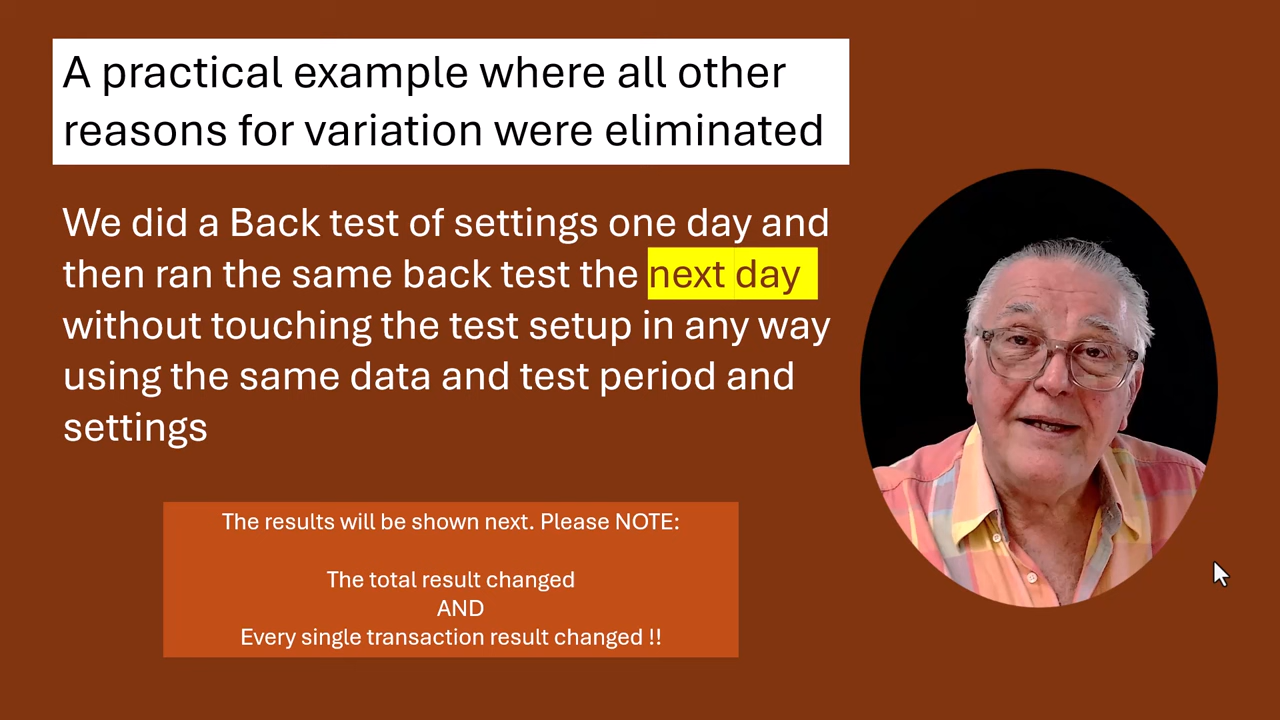 A practical example where all other
reasons for variation were eliminated
We did a Back test of settings one day and
then ran the same back test the next day
without touching the test setup in any way
using the same data and test period and
settings
The results will be shown next. Please NOTE:
The total result changed
AND
Every single transaction result changed !!